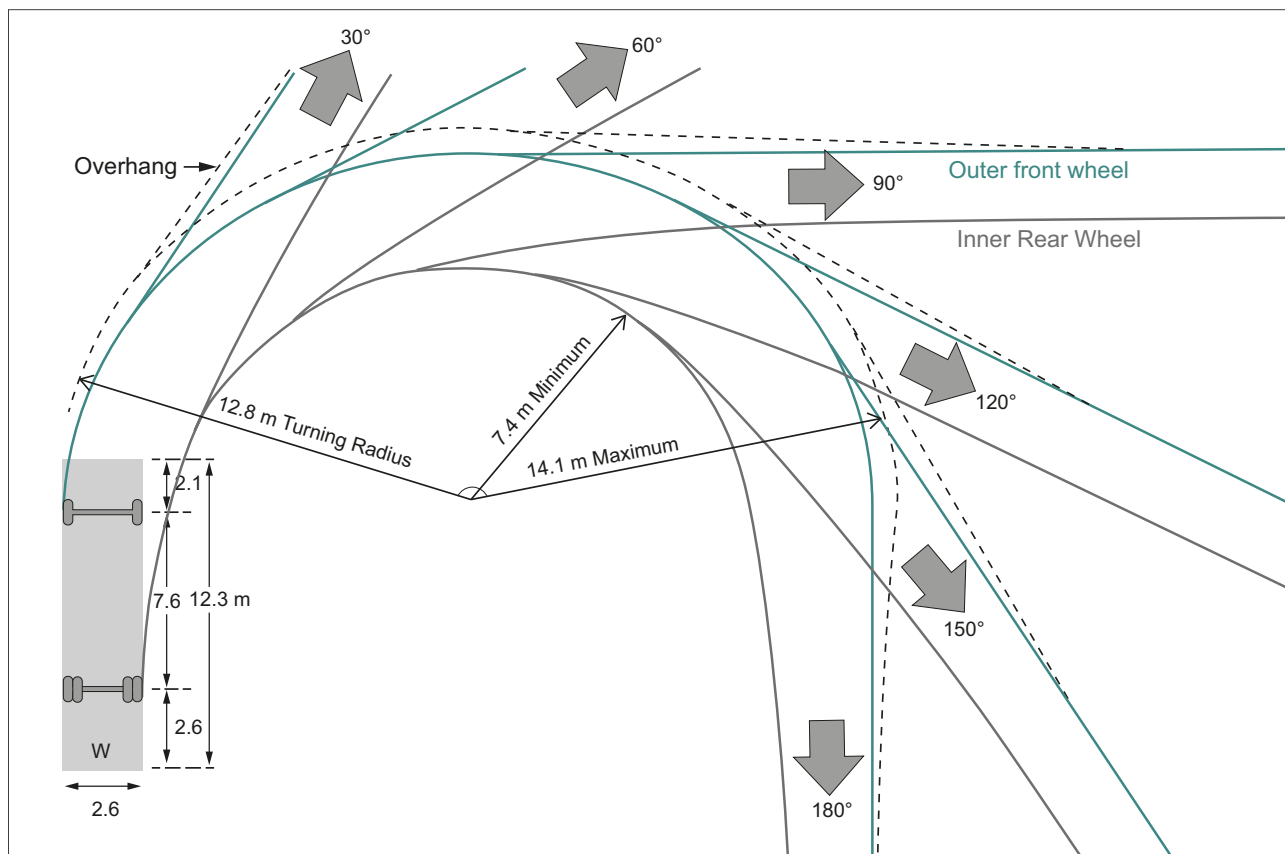 30°
60°
Overhang
Outer front wheel
90°
Inner Rear Wheel
12.8 m Turning Radius
7.4 m Minimum
14.1 m Maximum
120°
2.1
7.6
12.3 m
150°
2.6
W
2.6
180°